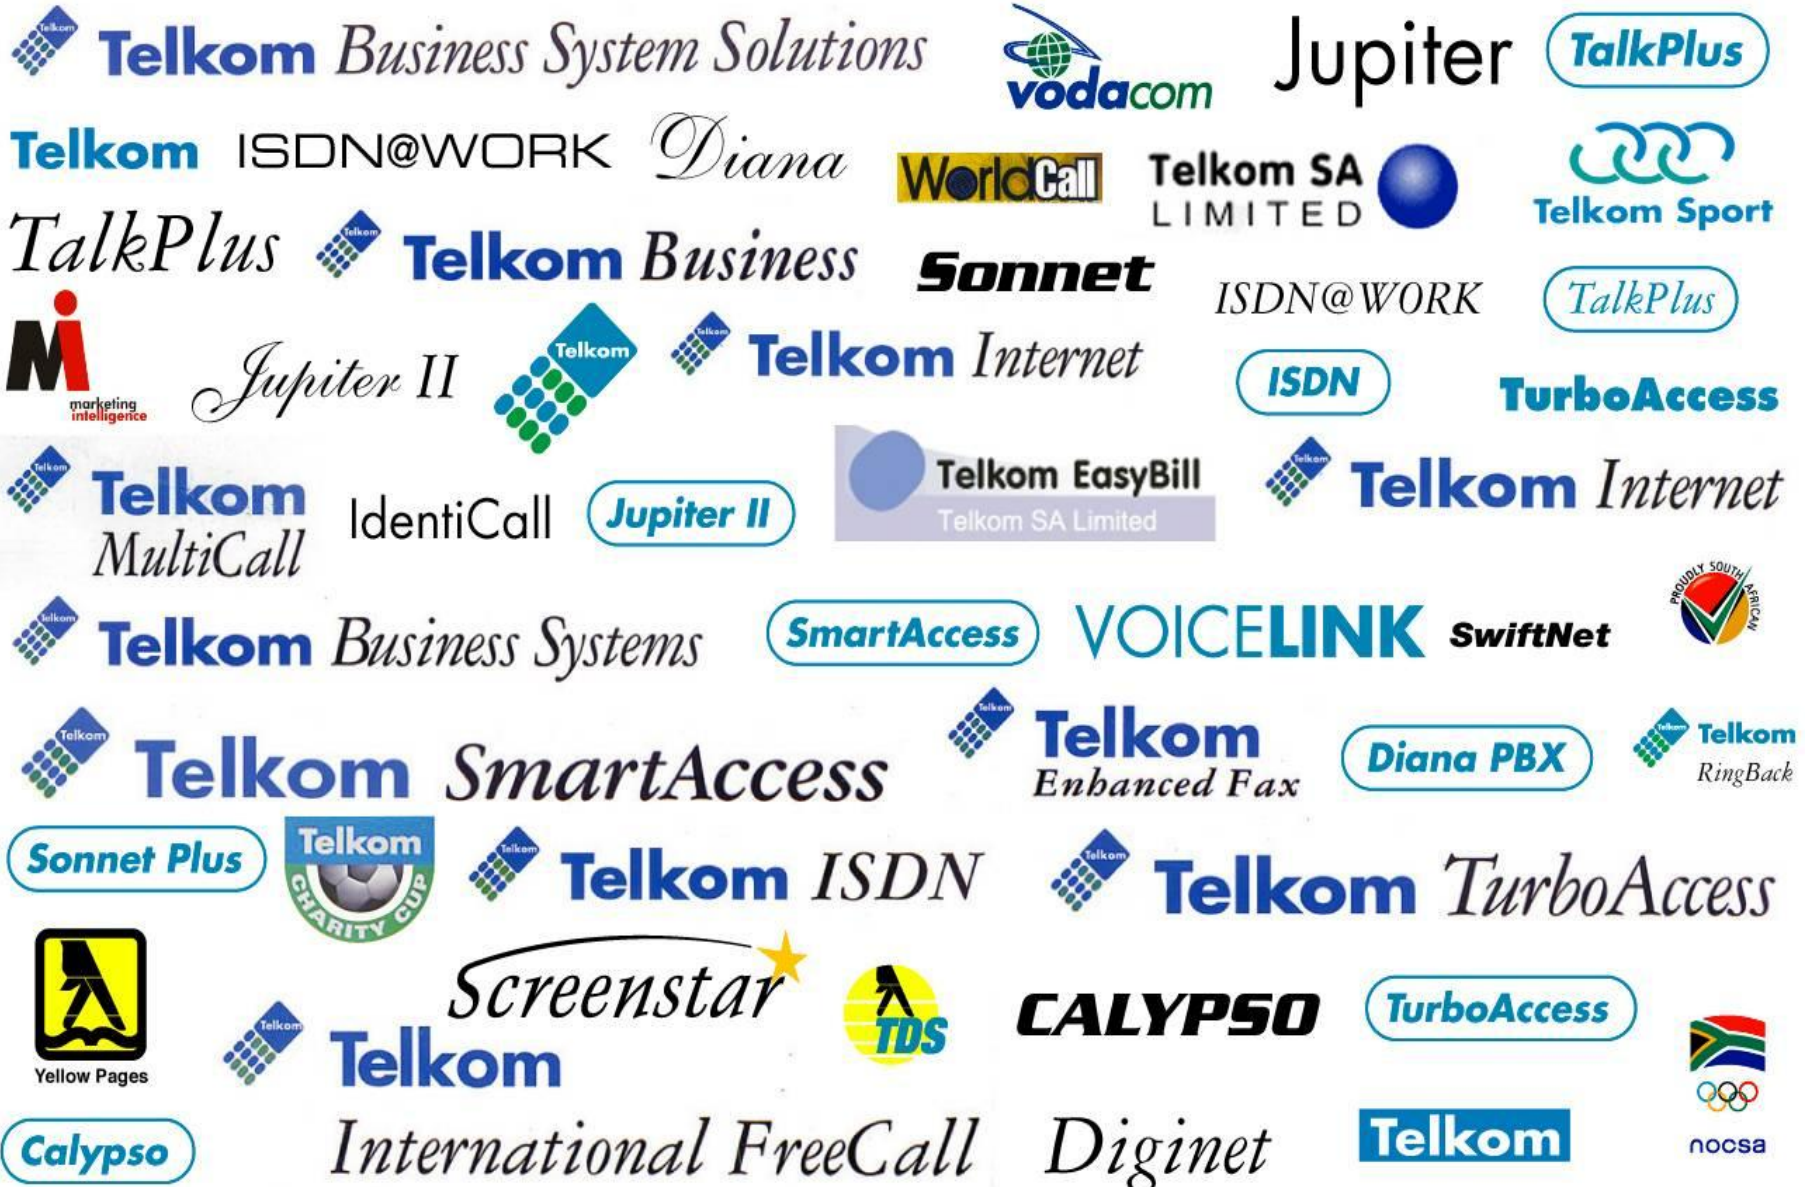 Telkom
Telkom Business System Solutions
vodacom
Jupiter
TalkPlus
Telkom
ISDN@WORK
Diana
WorldCall
Telkom SA
LIMITED
Telkom Sport
TalkPlus
Telkom
Telkom Business
Sonnet
ISDN@WORK
TalkPlus
Mi
marketing
intelligence
Jupiter II
Telkom
Telkom
Telkom Internet
ISDN
TurboAccess
Telkom
Telkom
MultiCall
IdentiCall
Jupiter II
Telkom EasyBill
Telkom SA Limited
Telkom
Telkom Internet
PROUDLY SOUTH AFRICAN
Telkom
Telkom Business Systems
SmartAccess
VOICELINK
SwiftNet
Telkom
Telkom SmartAccess
Telkom
Telkom
Enhanced Fax
Diana PBX
Telkom
Telkom
RingBack
Sonnet Plus
Telkom
CHARITY CUP
Telkom
Telkom ISDN
Telkom
Telkom TurboAccess
Yellow Pages
Screenstar
TDS
CALYPSO
TurboAccess
Telkom
Telkom
International FreeCall
Calypso
Diginet
Telkom
nocsa